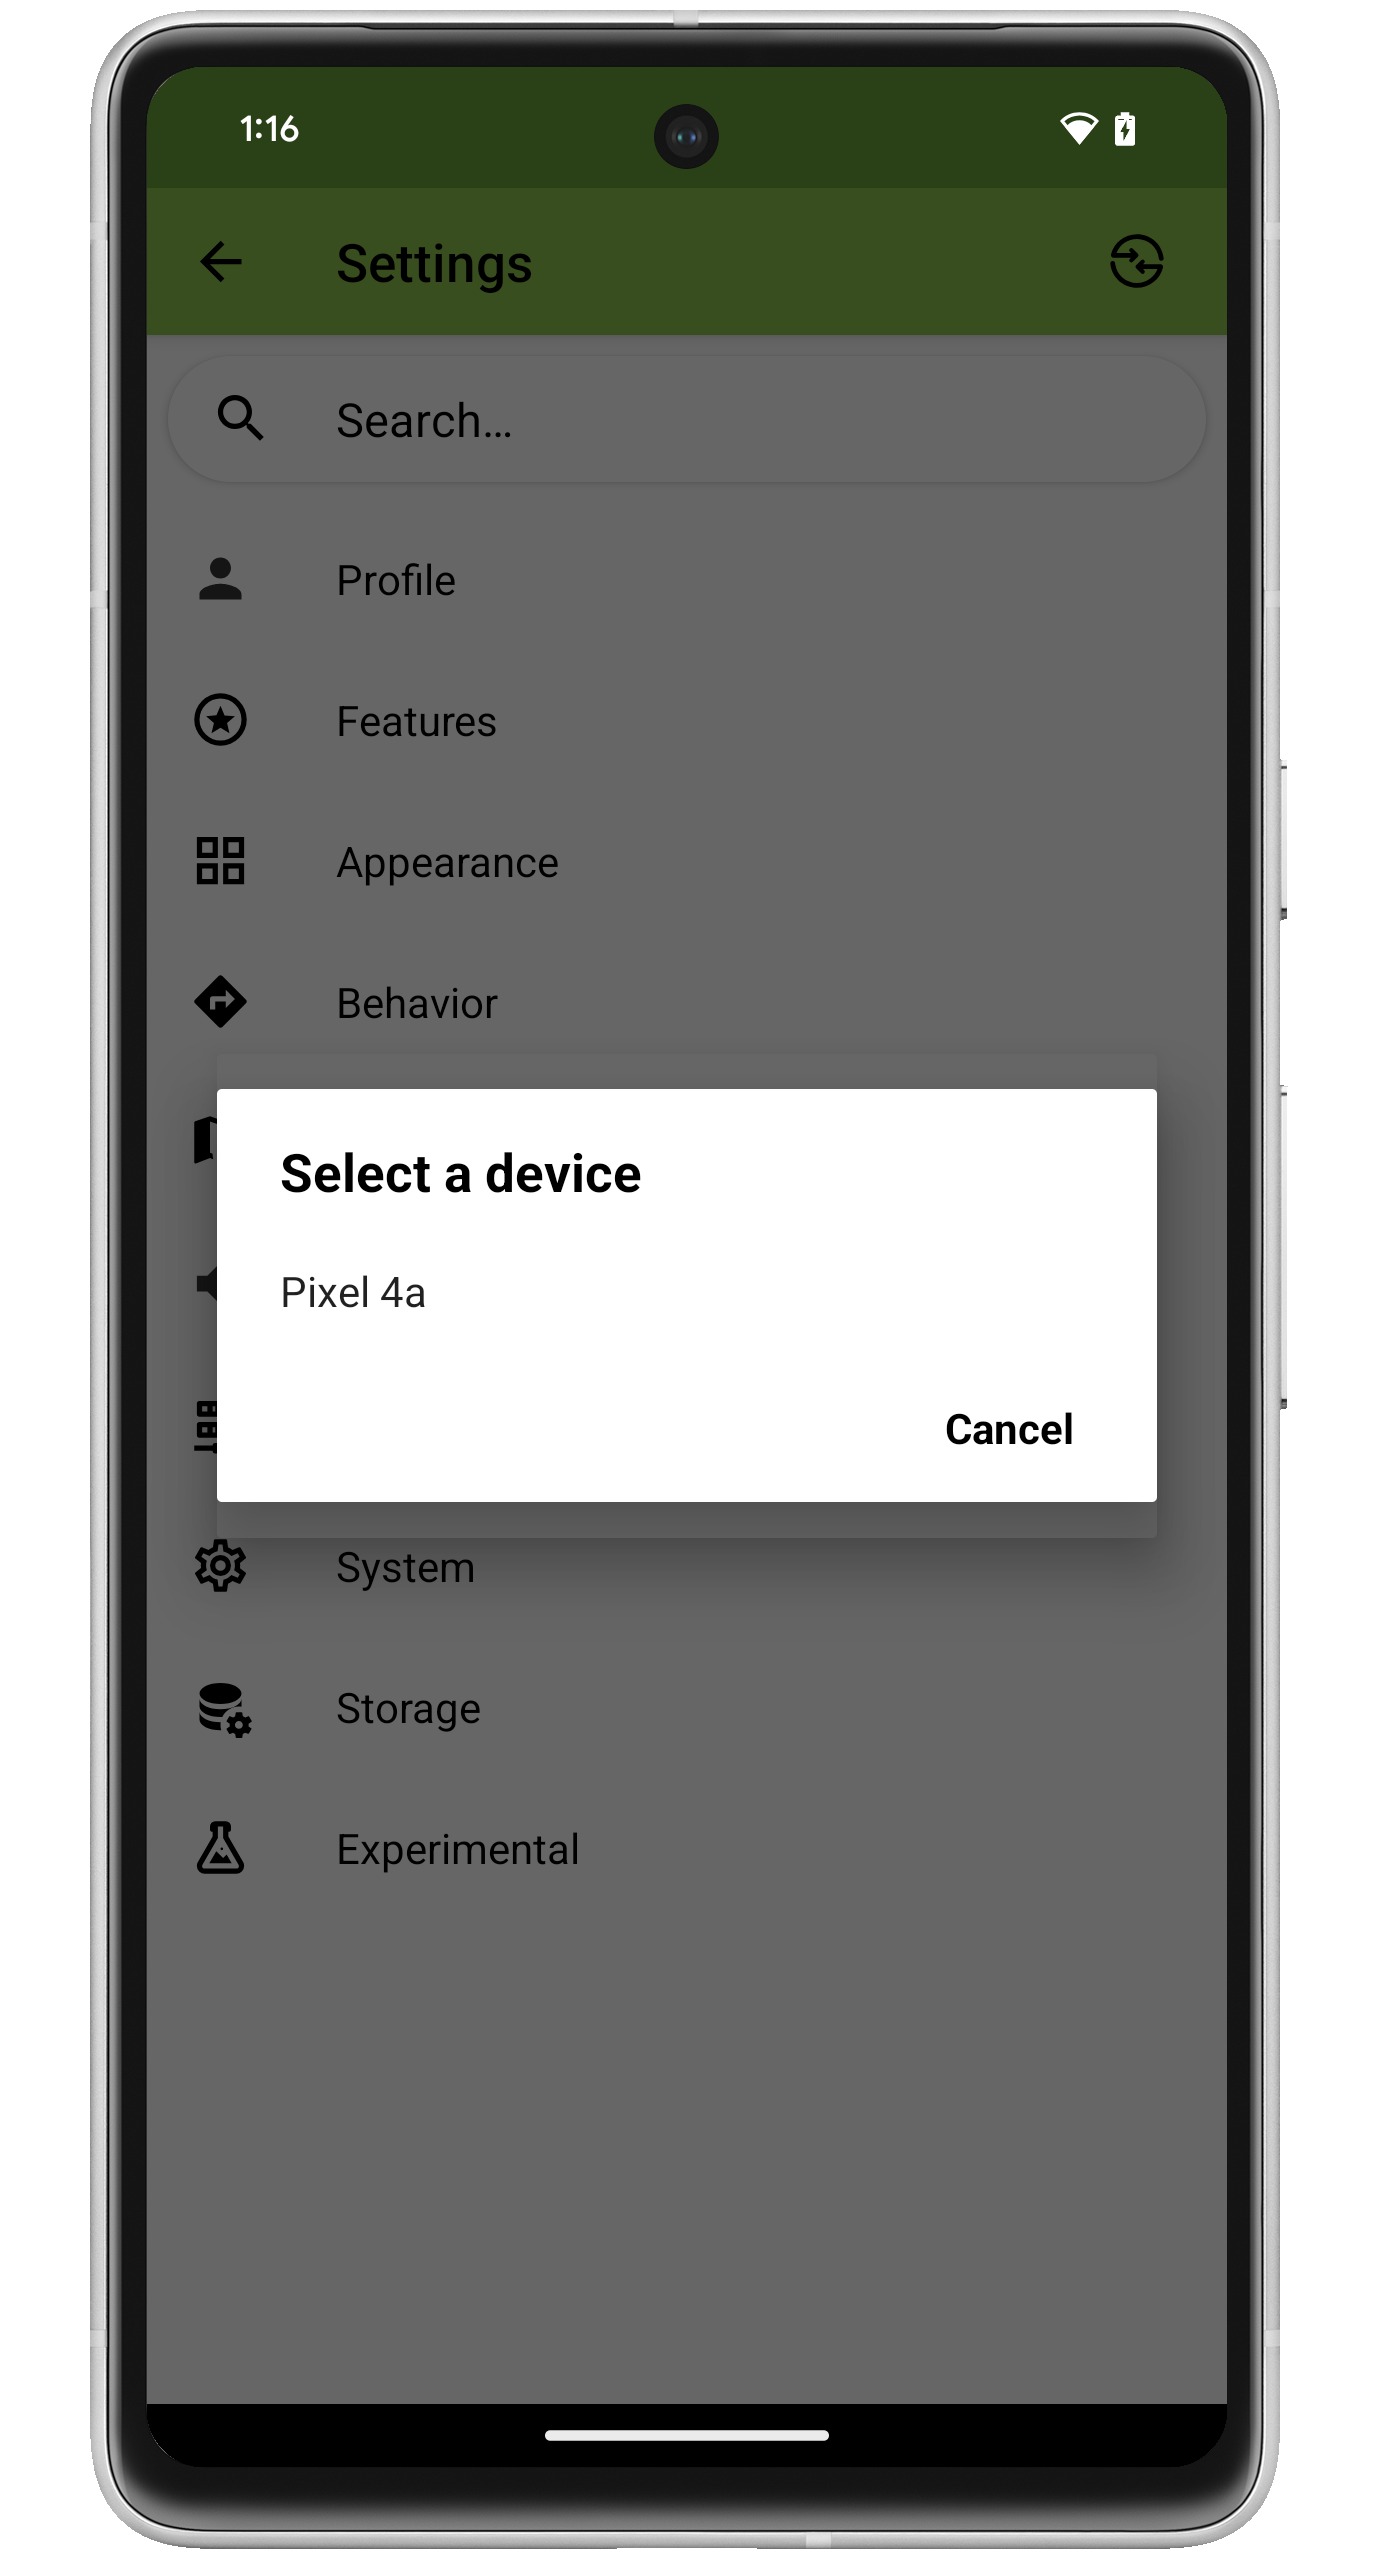 1:16
Settings
Search…
Profile
Features
Appearance
Behavior
Select a device
Pixel 4a
Cancel
System
Storage
Experimental